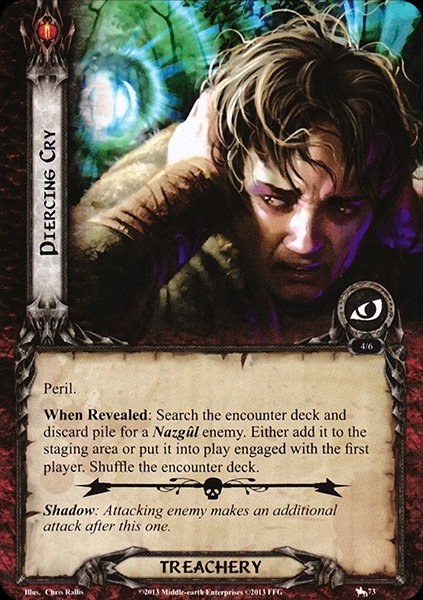 PIERCING CRY
4/6
Peril.
When Revealed: Search the encounter deck and
discard pile for a Nazgûl enemy. Either add it to the
staging area or put it into play engaged with the first
player. Shuffle the encounter deck.
Shadow: Attacking enemy makes an additional
attack after this one.
TREACHERY
Illus. Chris Rallis ©2013 Middle-earth Enterprises ©2013 FFG 73